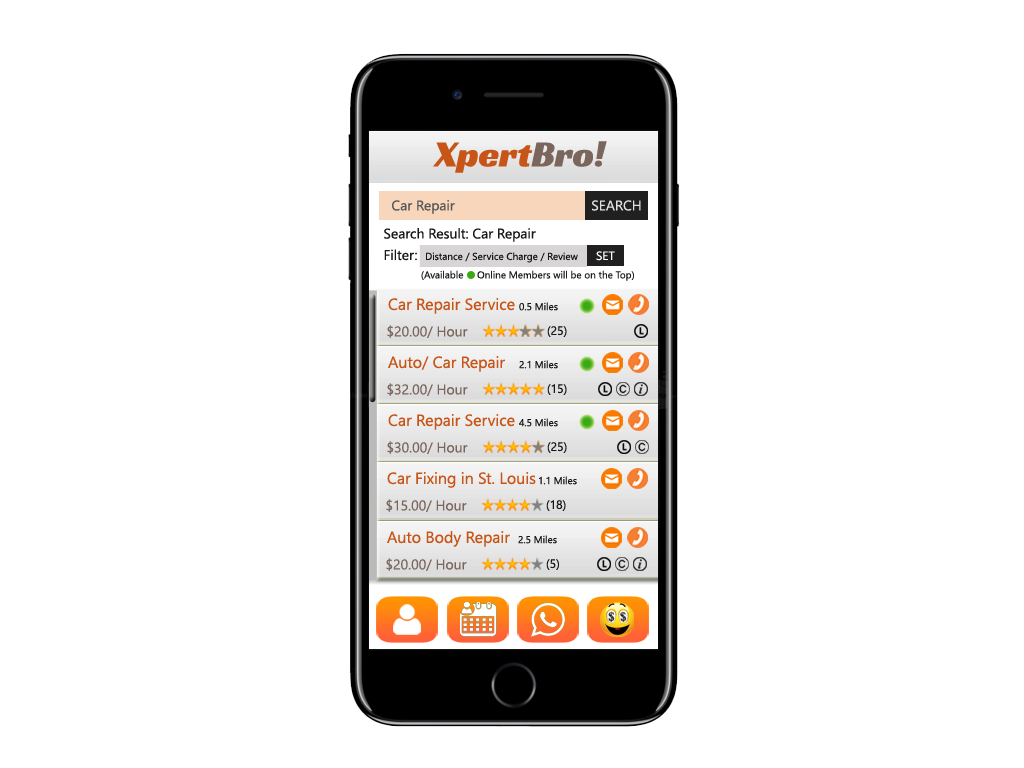 XpertBro!
Car Repair SEARCH
Search Result: Car Repair
Filter: Distance / Service Charge / Review SET
(Available Online Members will be on the Top)
Car Repair Service 0.5 Miles
$20.00/ Hour (25) L
Auto/ Car Repair 2.1 Miles
$32.00/ Hour (15) L C i
Car Repair Service 4.5 Miles
$30.00/ Hour (25) L C
Car Fixing in St. Louis 1.1 Miles
$15.00/ Hour (18)
Auto Body Repair 2.5 Miles
$20.00/ Hour (5) L C i
$ $